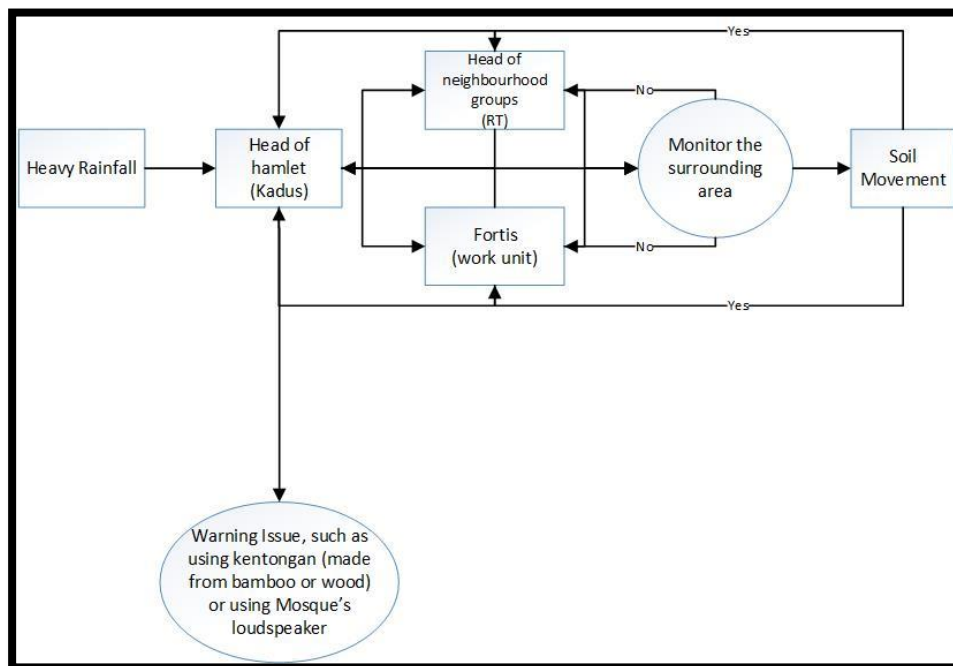 Yes
Head of
neighbourhood
groups
(RT)
No
Heavy Rainfall
Head of
hamlet
(Kadus)
Monitor the
surrounding
area
Soil
Movement
Fortis
(work unit)
No
Yes
Warning Issue, such as
using kentongan (made
from bamboo or wood)
or using Mosque's
loudspeaker